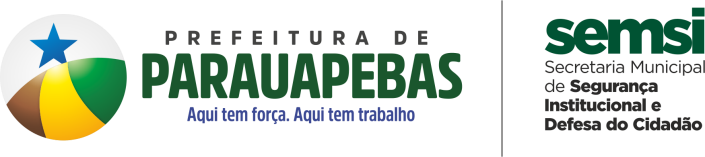 PREFEITURA DE
PARAUAPEBAS
Aqui tem força. Aqui tem trabalho
semsi
Secretaria Municipal
de Segurança
Institucional e
Defesa do Cidadão